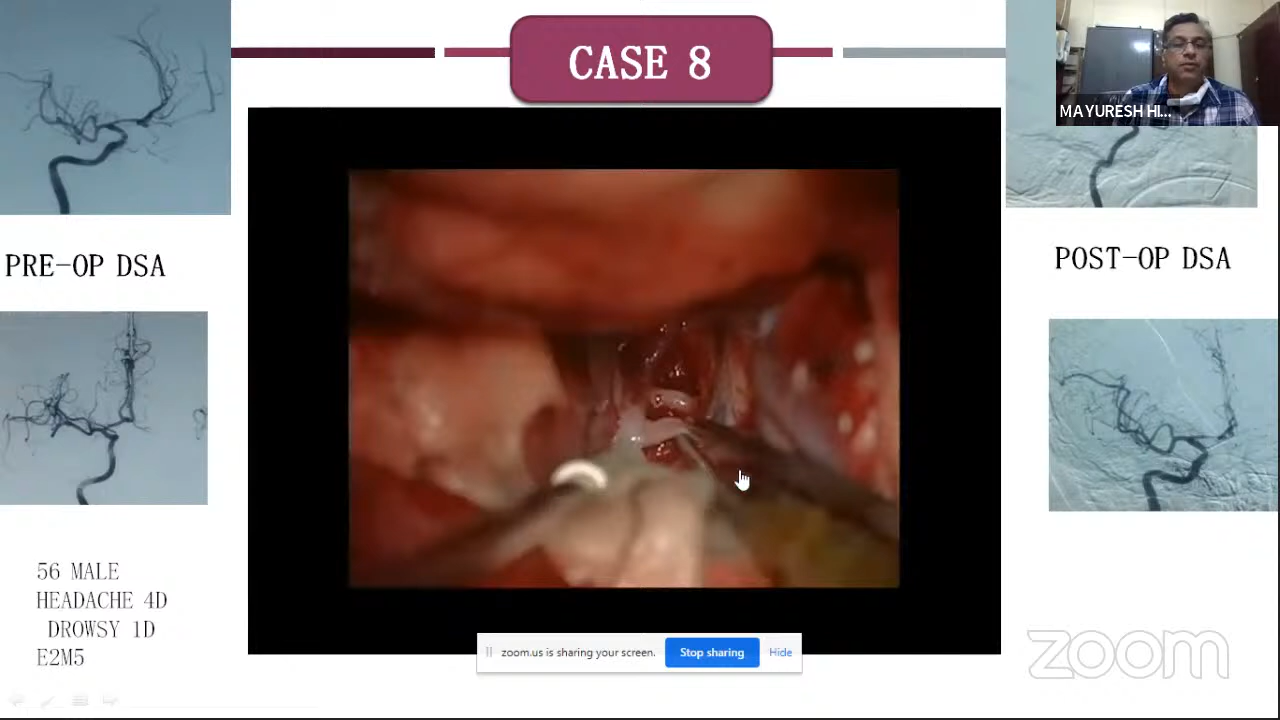 CASE 8
MAYURESH HI...
PRE-OP DSA
POST-OP DSA
56 MALE
HEADACHE 4D
DROWSY 1D
E2M5
zoom.us is sharing your screen.
Stop sharing
Hide
zoom